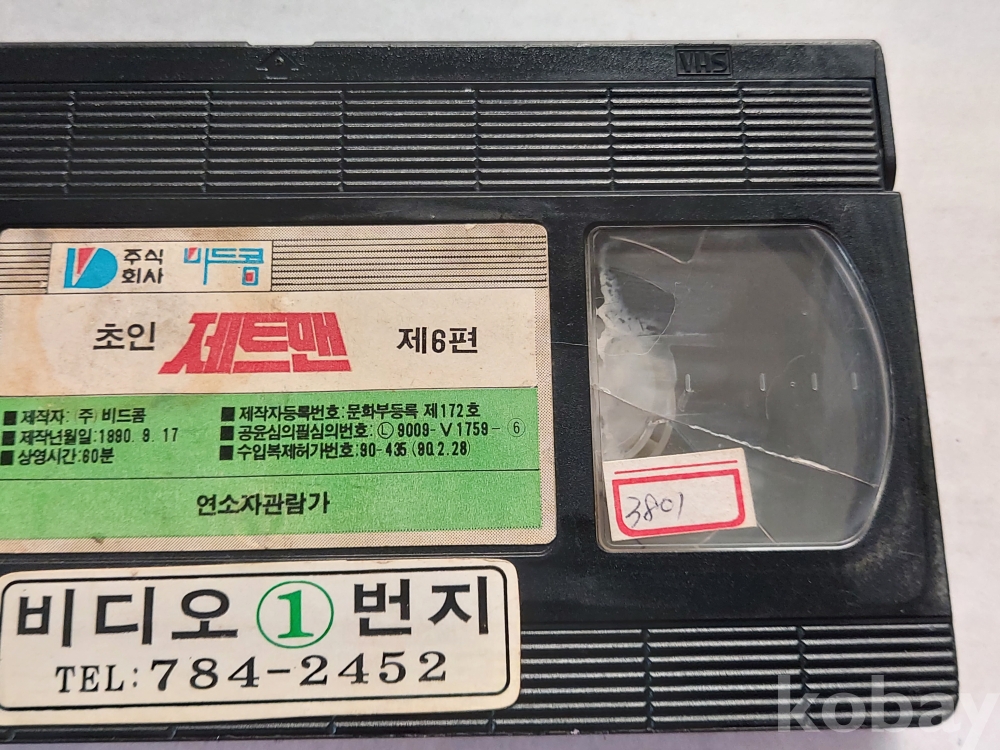 VHS
주식
회사
비드콤
초인 제트맨 제6편
■ 제작자: 주) 비드콤
■ 제작년월일:1990. 9. 17
■ 상영시간:60분
■ 제작자등록번호:문화부등록 제172호
■ 공윤심의필심의번호:Ⓛ9009-V1759-⑥
■ 수입복제허가번호:90-435 (90.2.28)
연소자관람가
3801
비디오 ① 번지
TEL:784-2452
kobay